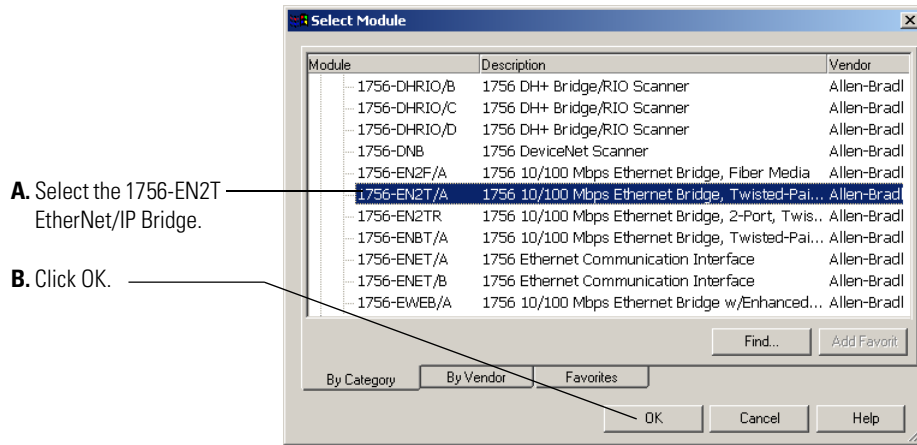 Select Module
Module Description Vendor
1756-DHRIO/B 1756 DH+ Bridge/RIO Scanner Allen-Bradl
1756-DHRIO/C 1756 DH+ Bridge/RIO Scanner Allen-Bradl
1756-DHRIO/D 1756 DH+ Bridge/RIO Scanner Allen-Bradl
1756-DNB 1756 DeviceNet Scanner Allen-Bradl
1756-EN2F/A 1756 10/100 Mbps Ethernet Bridge, Fiber Media Allen-Bradl
A. Select the 1756-EN2T
EtherNet/IP Bridge.
1756-EN2T/A 1756 10/100 Mbps Ethernet Bridge, Twisted-Pai... Allen-Bradl
1756-EN2TR 1756 10/100 Mbps Ethernet Bridge, 2-Port, Twis.. Allen-Bradl
1756-ENBT/A 1756 10/100 Mbps Ethernet Bridge, Twisted-Pai... Allen-Bradl
1756-ENET/A 1756 Ethernet Communication Interface Allen-Bradl
B. Click OK.
1756-ENET/B 1756 Ethernet Communication Interface Allen-Bradl
1756-EWEB/A 1756 10/100 Mbps Ethernet Bridge w/Enhanced... Allen-Bradl
Find... Add Favorit
By Category By Vendor Favorites
OK Cancel Help